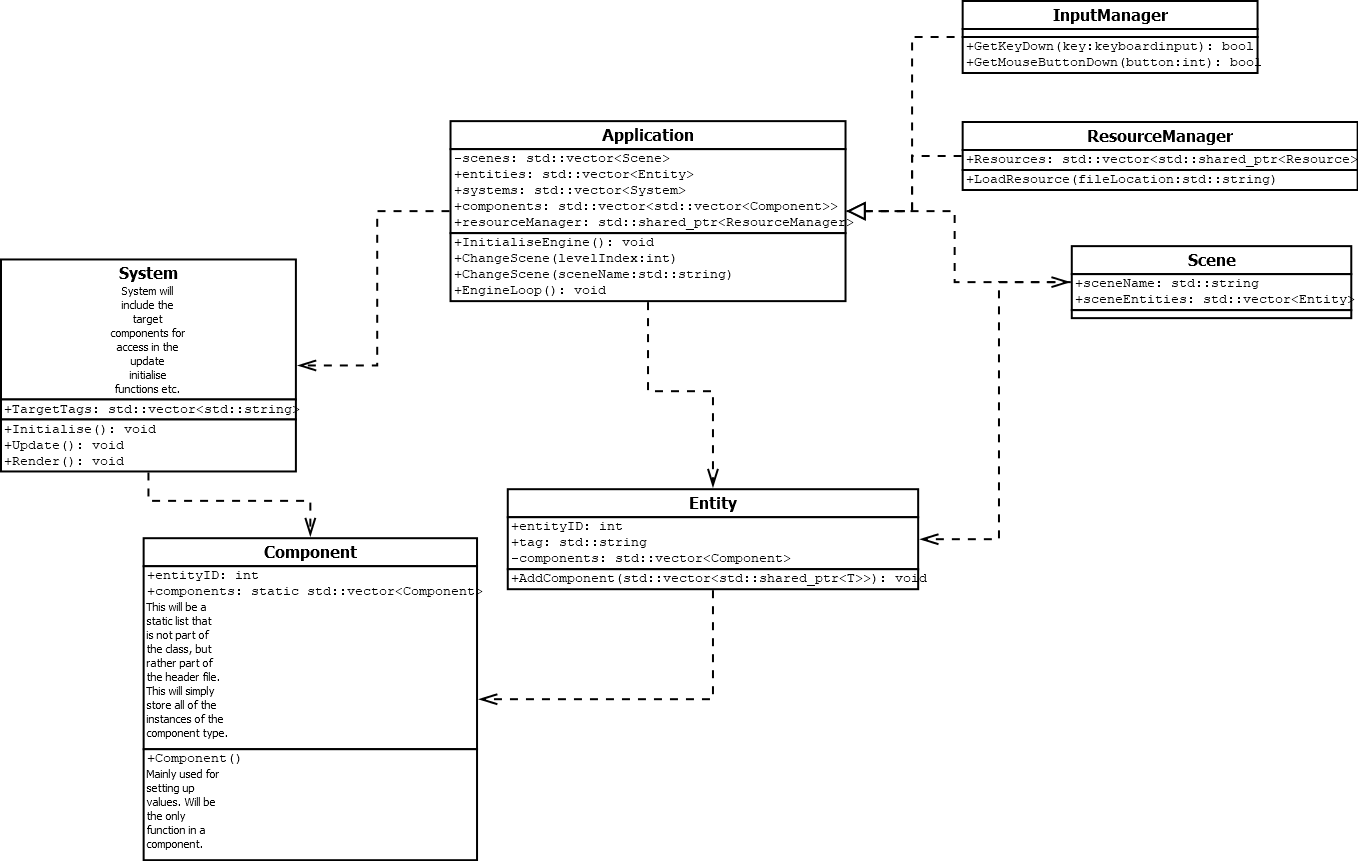 InputManager
+GetKeyDown(key:keyboardinput): bool
+GetMouseButtonDown(button:int): bool
Application
-scenes: std::vector<Scene>
+entities: std::vector<Entity>
+systems: std::vector<System>
+components: std::vector<std::vector<Component>>
+resourceManager: std::shared_ptr<ResourceManager>
+InitialiseEngine(): void
+ChangeScene(levelIndex:int)
+ChangeScene(sceneName:std::string)
+EngineLoop(): void
ResourceManager
+Resources: std::vector<std::shared_ptr<Resource>
+LoadResource(fileLocation:std::string)
Scene
+sceneName: std::string
+sceneEntities: std::vector<Entity>
System
System will
include the
target
components for
access in the
update
initialise
functions etc.
+TargetTags: std::vector<std::string>
+Initialise(): void
+Update(): void
+Render(): void
Entity
+entityID: int
+tag: std::string
-components: std::vector<Component>
+AddComponent(std::vector<std::shared_ptr<T>>): void
Component
+entityID: int
+components: static std::vector<Component>
This will be a
static list that
is not part of
the class, but
rather part of
the header file.
This will simply
store all of the
instances of the
component type.
+Component()
Mainly used for
setting up
values. Will be
the only
function in a
component.